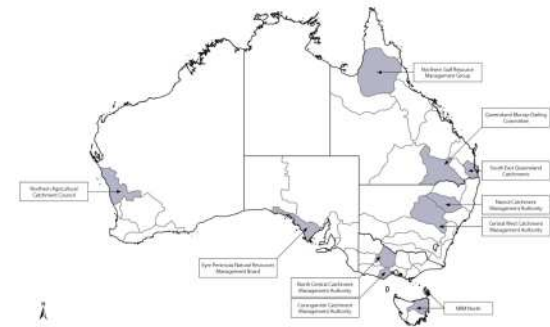 Northern Gulf Resource
Management Group
Queensland Murray-Darling
Committee
South East Queensland
Catchments
Northern Agricultural
Catchment Council
Namoi Catchment
Management Authority
Central West Catchment
Management Authority
Eyre Peninsula Natural Resources
Management Board
North Central Catchment
Management Authority
Corangamite Catchment
Management Authority
NRM North
N